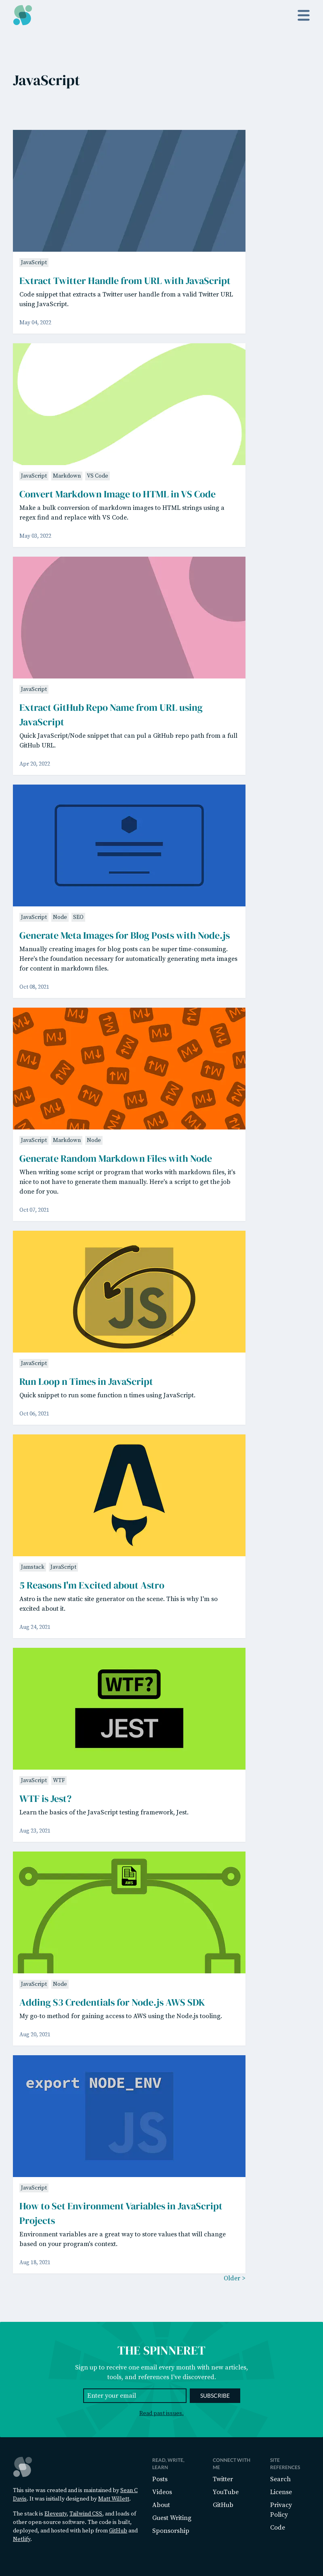 JavaScript
JavaScript
Extract Twitter Handle from URL with JavaScript
Code snippet that extracts a Twitter user handle from a valid Twitter URL
using JavaScript.
May 04, 2022
JavaScript Markdown VS Code
Convert Markdown Image to HTML in VS Code
Make a bulk conversion of markdown images to HTML strings using a
regex find and replace with VS Code.
May 03, 2022
JavaScript
Extract GitHub Repo Name from URL using
JavaScript
Quick JavaScript/Node snippet that can pul a GitHub repo path from a full
GitHub URL.
Apr 20, 2022
JavaScript Node SEO
Generate Meta Images for Blog Posts with Node.js
Manually creating images for blog posts can be super time-consuming.
Here's the foundation necessary for automatically generating meta images
for content in markdown files.
Oct 08, 2021
JavaScript Markdown Node
Generate Random Markdown Files with Node
When writing some script or program that works with markdown files, it's
nice to not have to generate them manually. Here's a script to get the job
done for you.
Oct 07, 2021
JS
JavaScript
Run Loop n Times in JavaScript
Quick snippet to run some function n times using JavaScript.
Oct 06, 2021
Jamstack JavaScript
5 Reasons I'm Excited about Astro
Astro is the new static site generator on the scene. This is why I'm so
excited about it.
Aug 24, 2021
WTF?
JEST
JavaScript WTF
WTF is Jest?
Learn the basics of the JavaScript testing framework, Jest.
Aug 23, 2021
AWS
JavaScript Node
Adding S3 Credentials for Node.js AWS SDK
My go-to method for gaining access to AWS using the Node.js tooling.
Aug 20, 2021
export NODE_ENV
JS
JavaScript
How to Set Environment Variables in JavaScript
Projects
Environment variables are a great way to store values that will change
based on your program's context.
Aug 18, 2021
Older >
THE SPINNERET
Sign up to receive one email every month with new articles,
tools, and references I've discovered.
Enter your email
SUBSCRIBE
Read past issues.
This site was created and is maintained by Sean C
Davis. It was initially designed by Matt Willett.
The stack is Eleventy, Tailwind CSS, and loads of
other open-source software. The code is built,
deployed, and hosted with help from GitHub and
Netlify.
READ, WRITE,
LEARN
Posts
Videos
About
Guest Writing
Sponsorship
CONNECT WITH
ME
Twitter
YouTube
GitHub
SITE
REFERENCES
Search
License
Privacy
Policy
Code